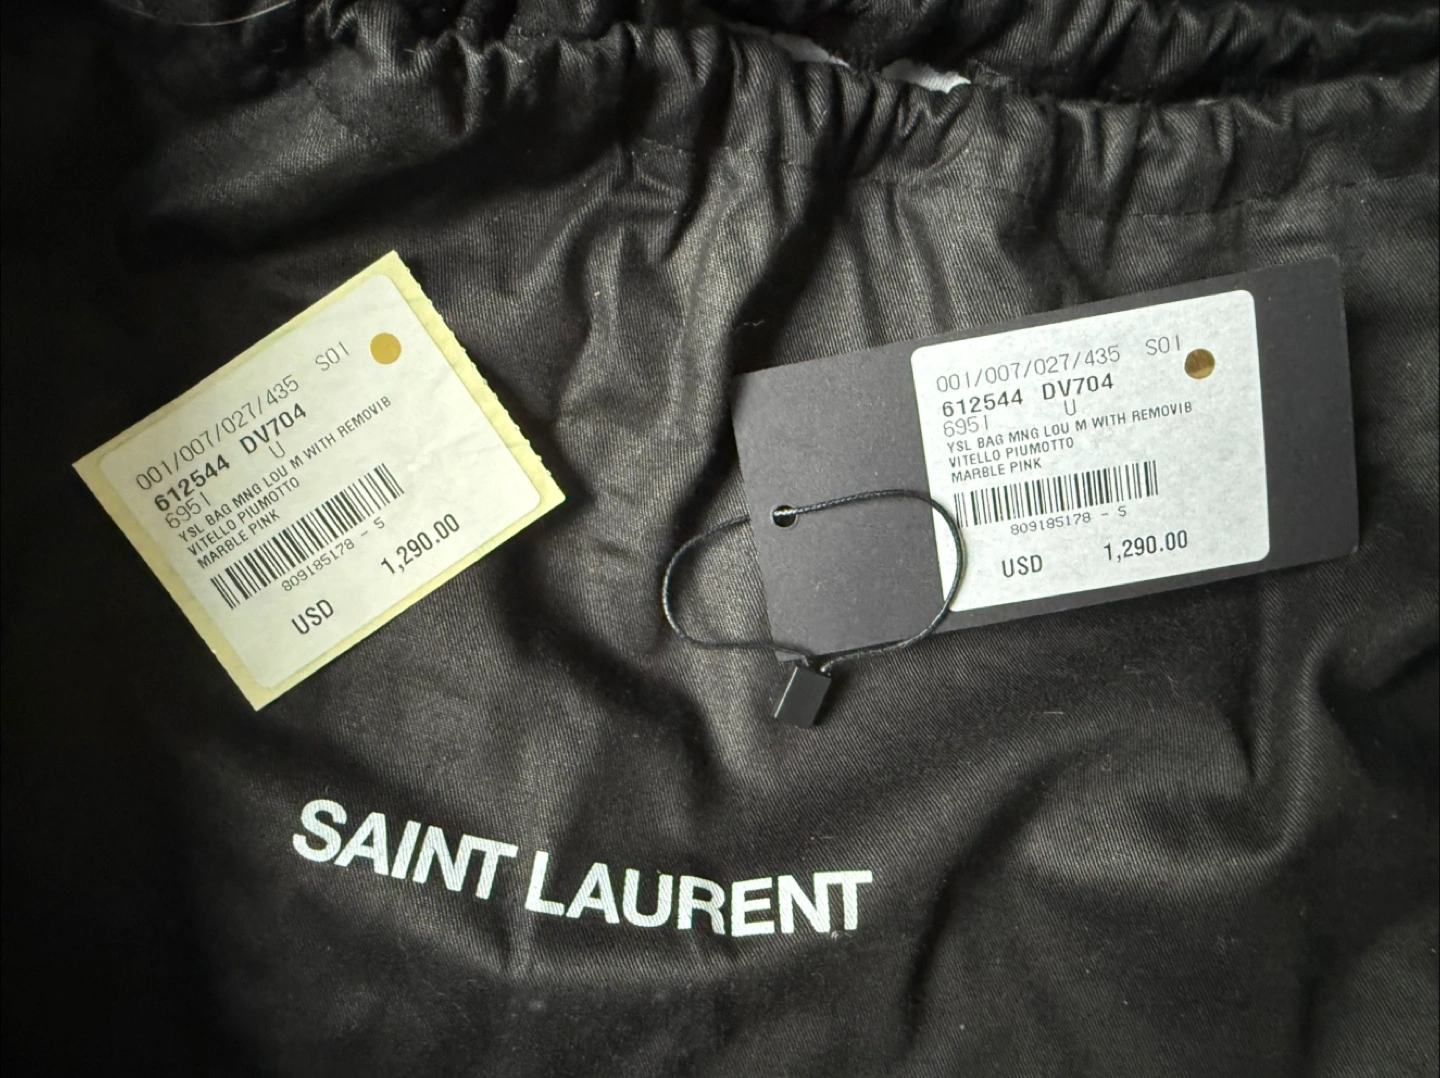 001/007/027/435 S01
612544 DV704
6951 U
YSL BAG MNG LOU M WITH REMOVIB
VITELLO PIUMOTTO
MARBLE PINK
809185178 - 5
USD 1,290.00
001/007/027/435 S01
612544 DV704
6951 U
YSL BAG MNG LOU M WITH REMOVIB
VITELLO PIUMOTTO
MARBLE PINK
809185178 - 5
USD 1,290.00
SAINT LAURENT